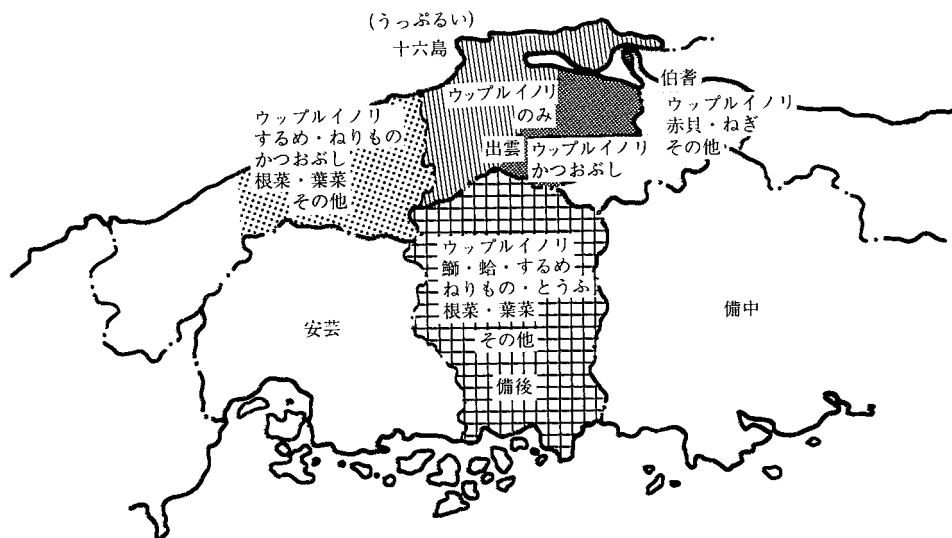 (うっぷるい)
十六島
伯耆
ウップルイノリ
のみ
ウップルイノリ
赤貝・ねぎ
その他
ウップルイノリ
するめ・ねりもの
かつおぶし
根菜・葉菜
その他
出雲
ウップルイノリ
かつおぶし
ウップルイノリ
鰤・蛤・するめ
ねりもの・とうふ
根菜・葉菜
その他
安芸
備中
備後